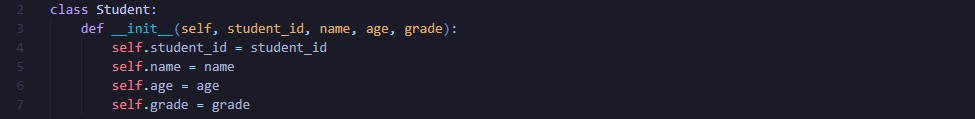 2 class Student:
3     def __init__(self, student_id, name, age, grade):
4         self.student_id = student_id
5         self.name = name
6         self.age = age
7         self.grade = grade